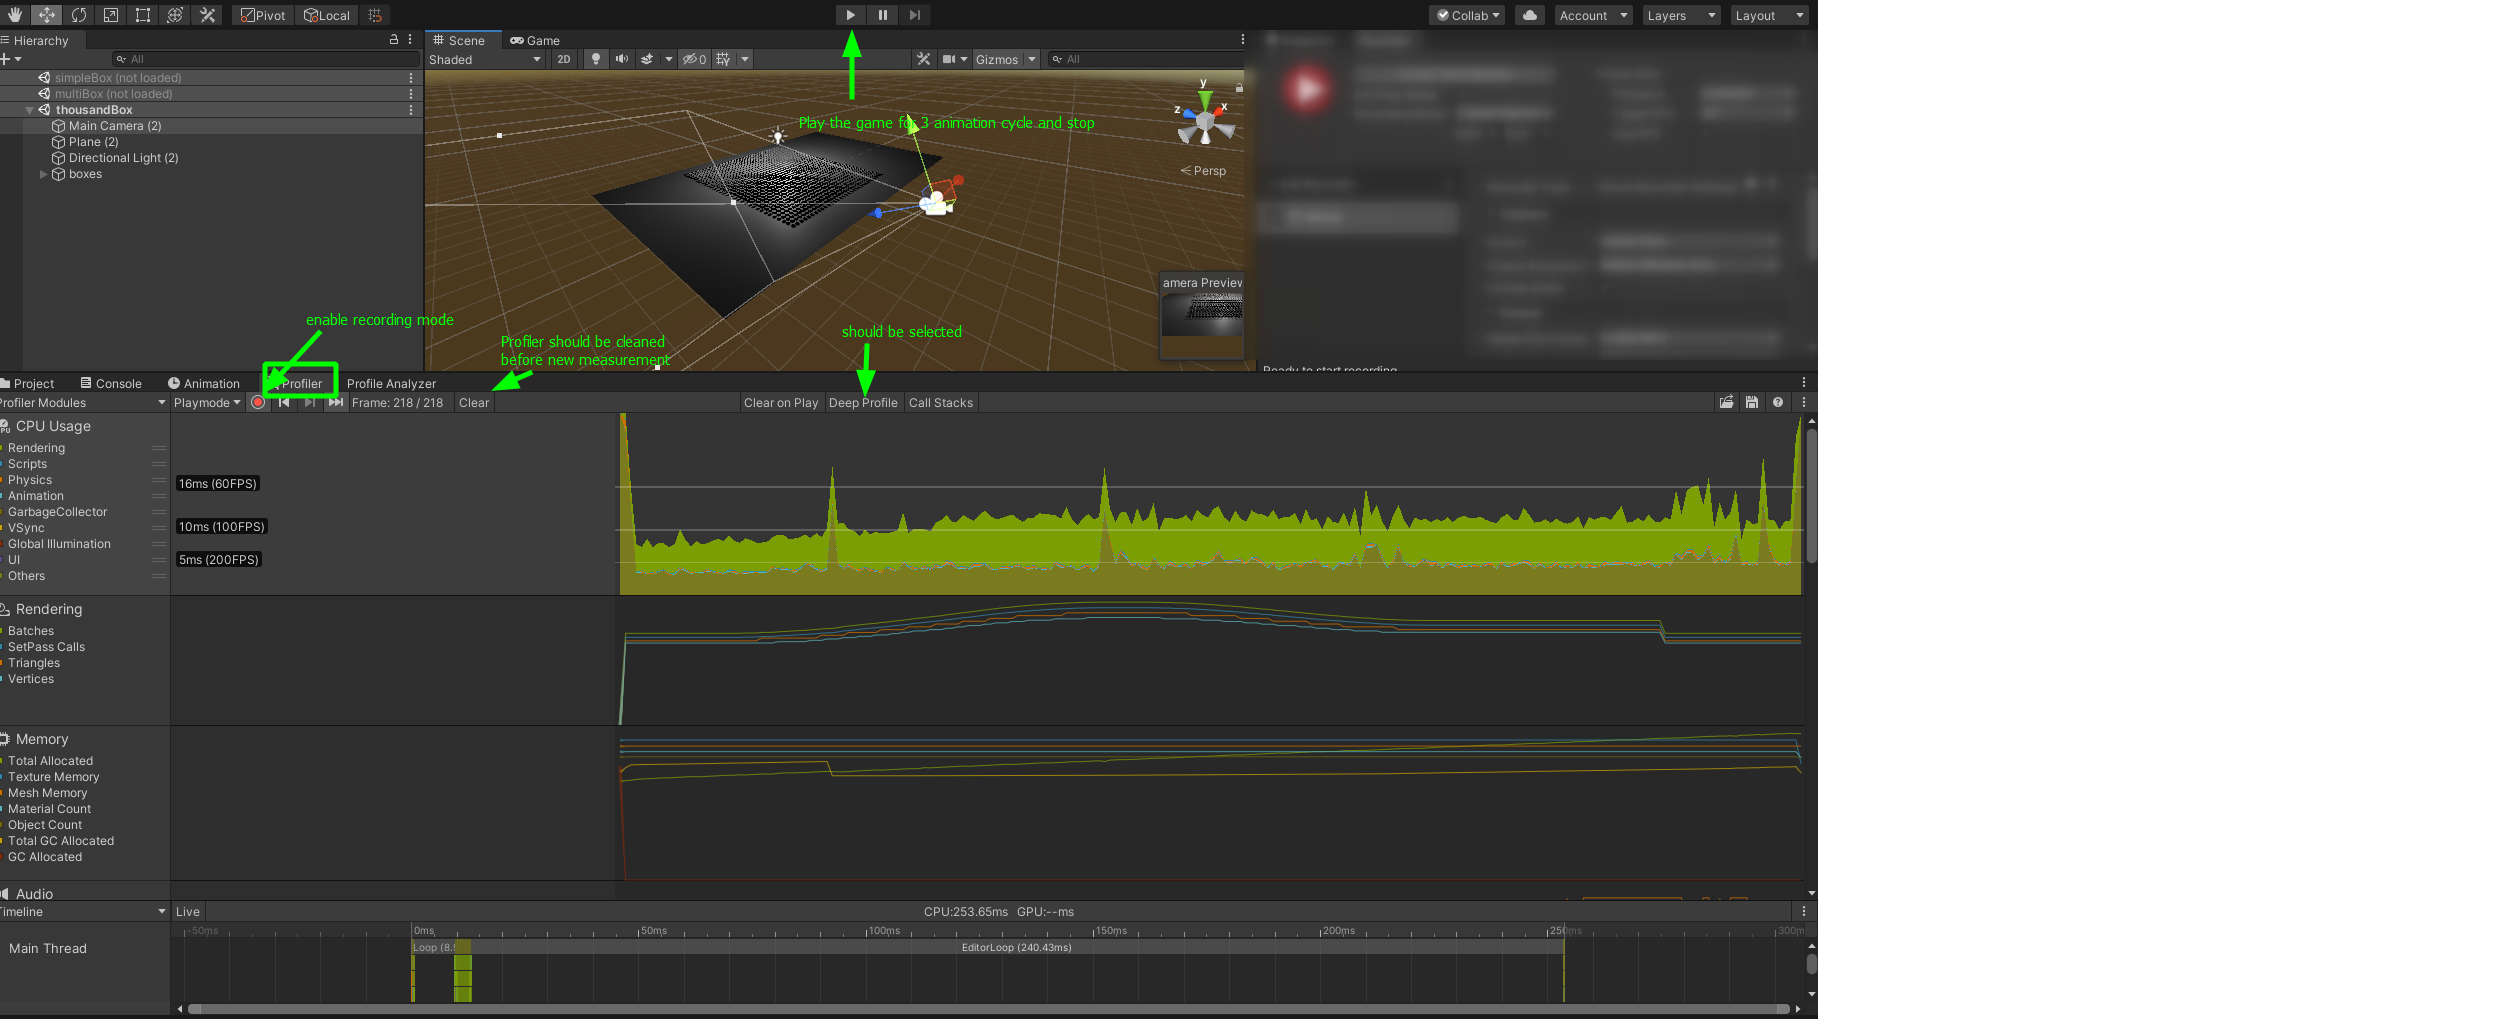 Pivot Local Collab Account Layers Layout
Hierarchy
All
simpleBox (not loaded)
multiBox (not loaded)
thousandBox
Main Camera (2)
Plane (2)
Directional Light (2)
boxes
Scene Game
Shaded 2D 0 Gizmos All
Play the game for 3 animation cycle and stop
y
z x
Persp
amera Preview
enable recording mode
Profiler should be cleaned
before new measurement
should be selected
Ready to start recording
Project Console Animation Profiler Profile Analyzer
Profiler Modules Playmode Frame: 218 / 218 Clear Clear on Play Deep Profile Call Stacks
CPU Usage
Rendering
Scripts
Physics
Animation
GarbageCollector
VSync
Global Illumination
UI
Others
16ms (60FPS)
10ms (100FPS)
5ms (200FPS)
Rendering
Batches
SetPass Calls
Triangles
Vertices
Memory
Total Allocated
Texture Memory
Mesh Memory
Material Count
Object Count
Total GC Allocated
GC Allocated
Audio
Timeline Live CPU:253.65ms GPU:--ms
-50ms 0ms 50ms 100ms 150ms 200ms 250ms 300m
Main Thread
Loop (8. EditorLoop (240.43ms)